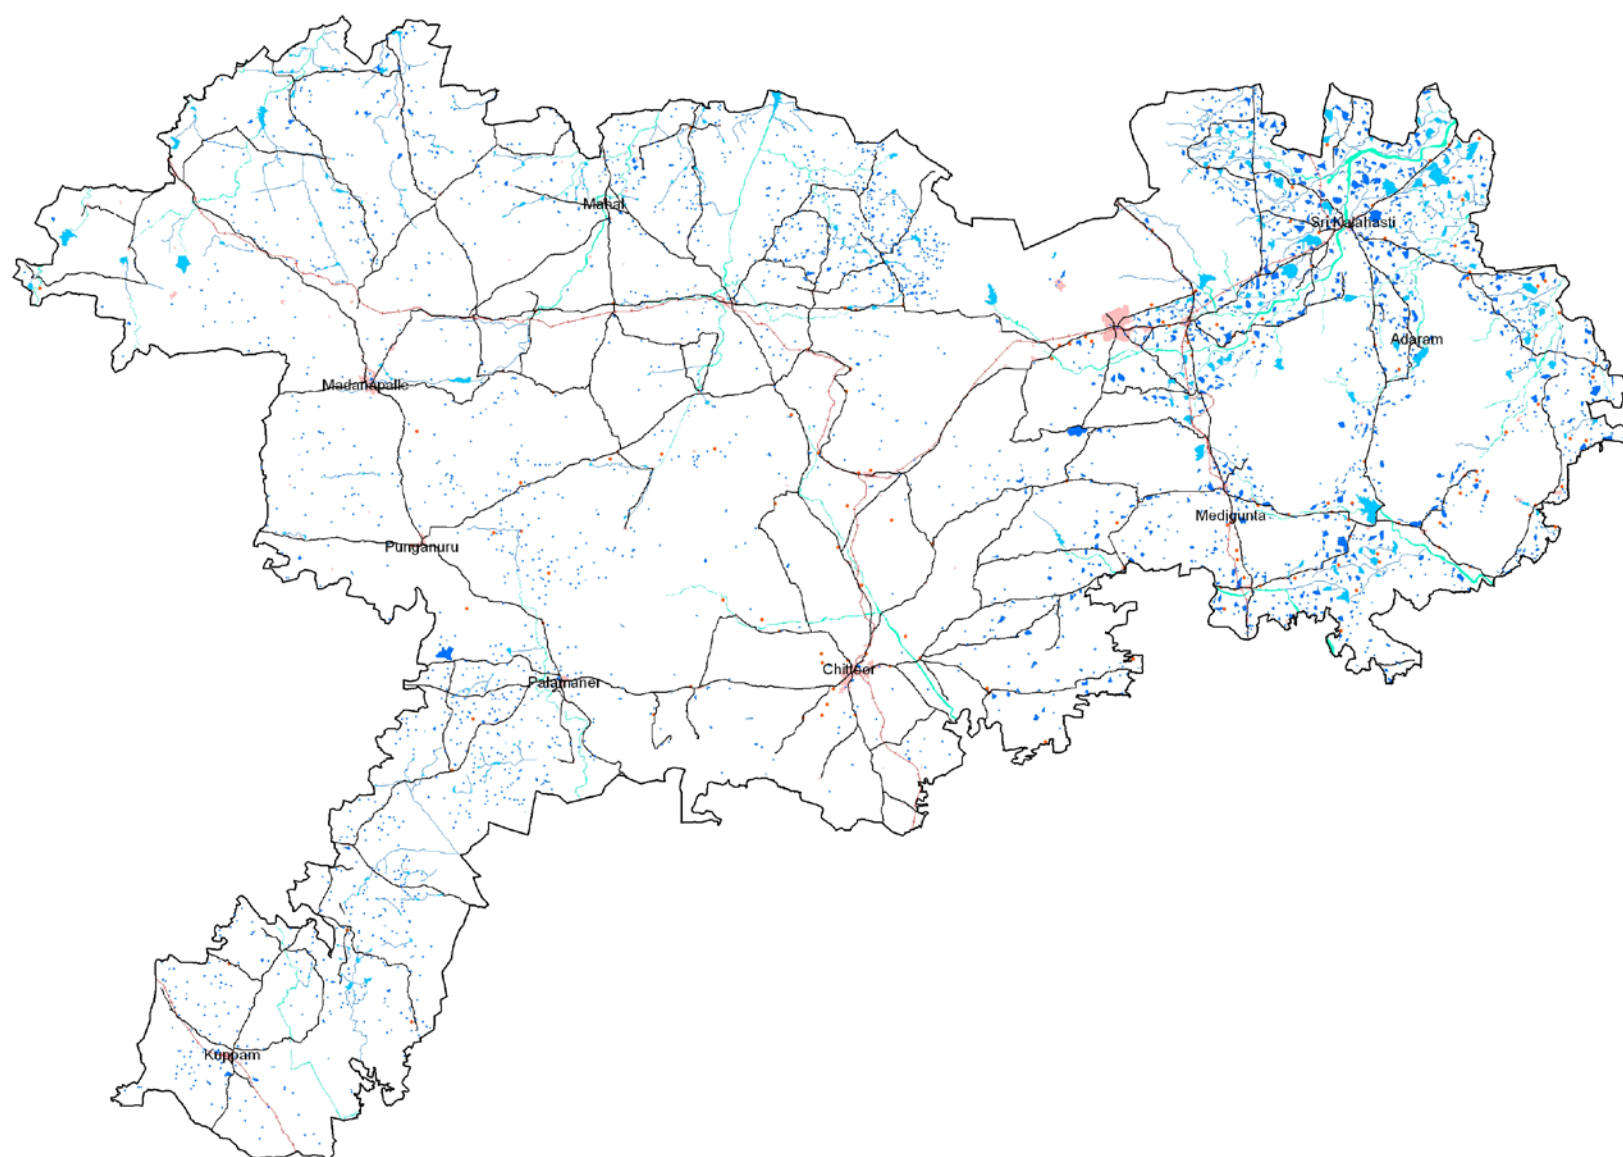 Mahal
Sri Kalahasti
Adaram
Madanapalle
Medigunta
Punganuru
Chittoor
Palamaner
Kuppam